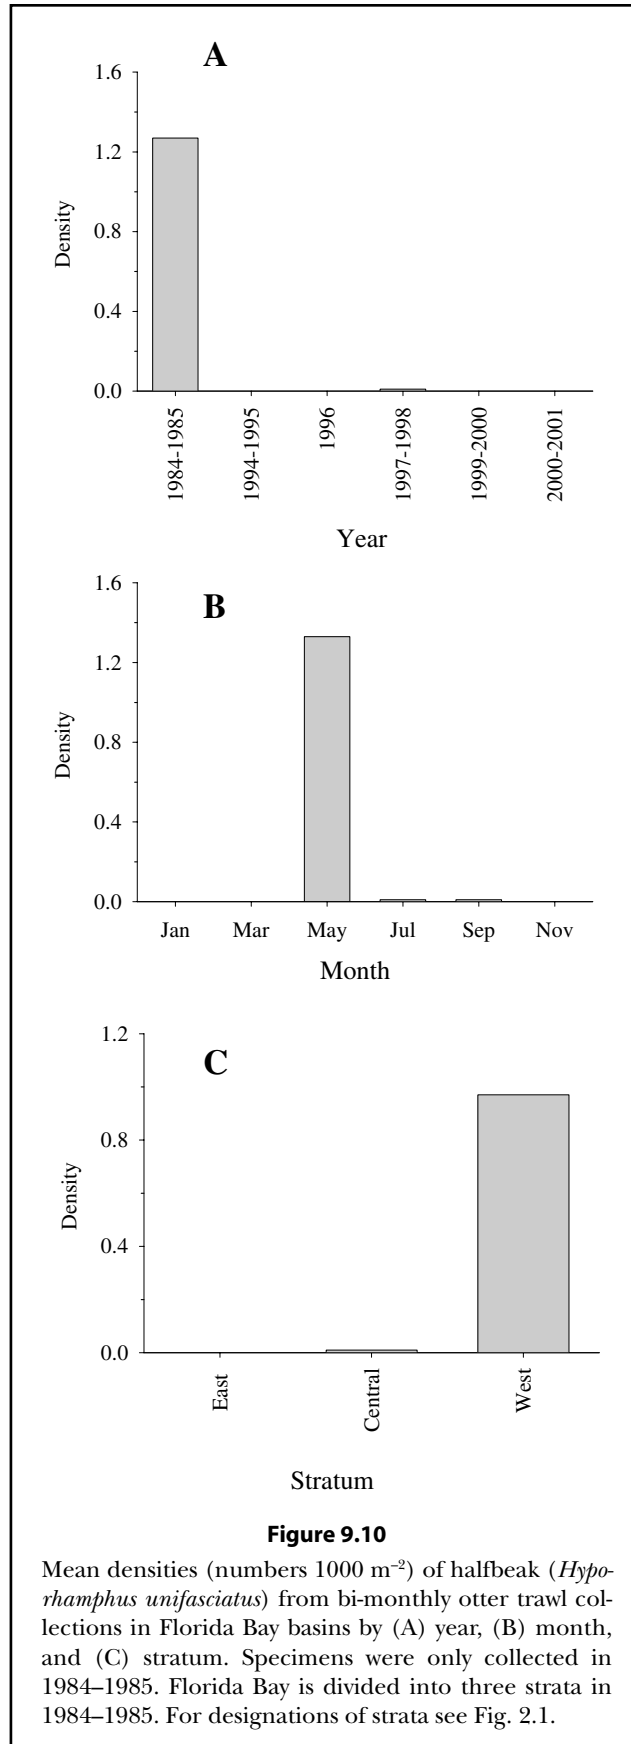 A
1.6
1.2
0.8
0.4
0.0
Density
1984-1985
1994-1995
1996
1997-1998
1999-2000
2000-2001
Year
B
1.6
1.2
0.8
0.4
0.0
Density
Jan Mar May Jul Sep Nov
Month
C
1.2
0.8
0.4
0.0
Density
East
Central
West
Stratum
Figure 9.10
Mean densities (numbers 1000 m⁻²) of halfbeak (Hypo-
rhamphus unifasciatus) from bi-monthly otter trawl col-
lections in Florida Bay basins by (A) year, (B) month,
and (C) stratum. Specimens were only collected in
1984–1985. Florida Bay is divided into three strata in
1984–1985. For designations of strata see Fig. 2.1.